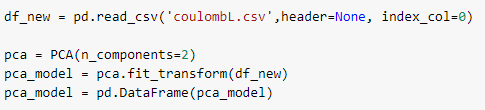 df_new = pd.read_csv('coulombL.csv',header=None, index_col=0)
pca = PCA(n_components=2)
pca_model = pca.fit_transform(df_new)
pca_model = pd.DataFrame(pca_model)